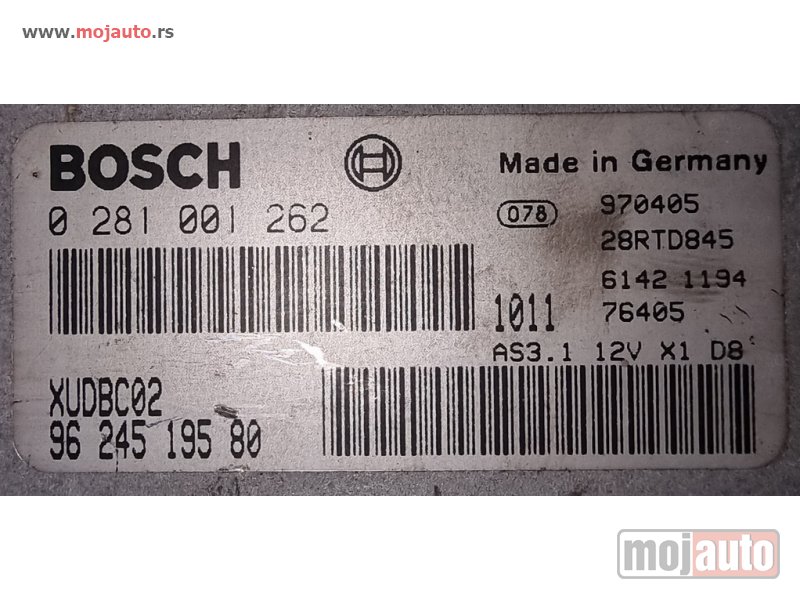 www.mojauto.rs
BOSCH
Made in Germany
0 281 001 262
078 970405
28RTD845
6142 1194
1011 76405
AS3.1 12V X1 D8
XUDBC02
96 245 195 80
mojauto